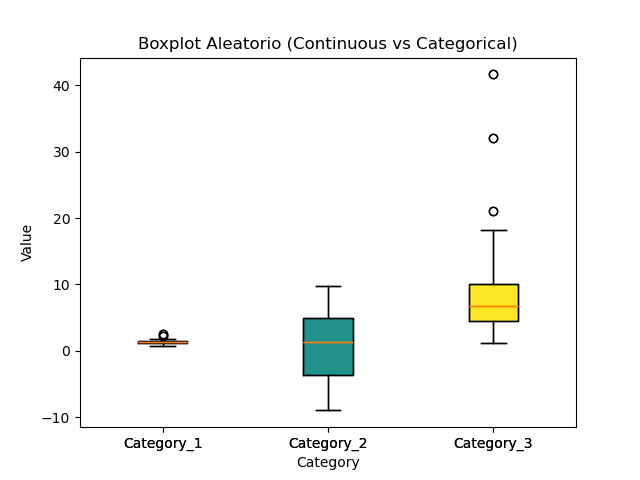 Boxplot Aleatorio (Continuous vs Categorical)
40
30
20
10
0
−10
Value
Category_1 Category_2 Category_3
Category